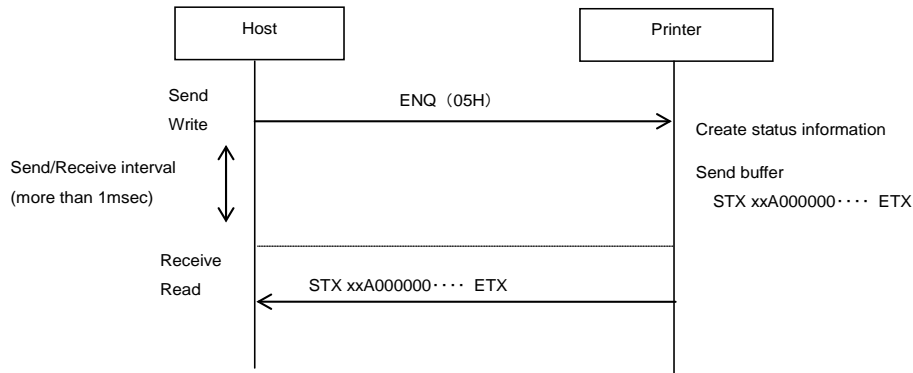 Host
Printer
Send
Write
ENQ（05H）
Create status information
Send/Receive interval
(more than 1msec)
Send buffer
STX xxA000000‥‥ ETX
Receive
Read
STX xxA000000‥‥ ETX